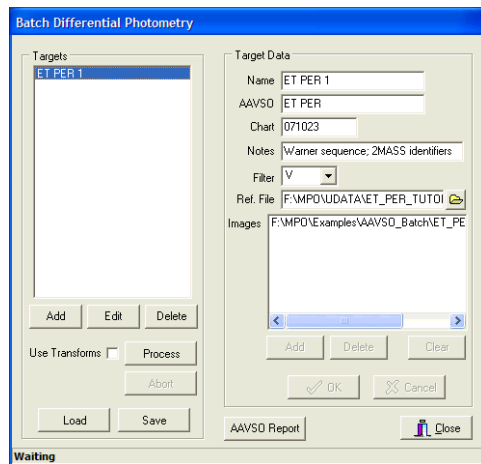 Batch Differential Photometry
Targets
ET PER 1
Add Edit Delete
Use Transforms Process
Abort
Load Save
Target Data
Name ET PER 1
AAVSO ET PER
Chart 071023
Notes Warner sequence; 2MASS identifiers
Filter V
Ref. File F:\MPO\UDATA\ET_PER_TUTOI
Images F:\MPO\Examples\AAVSO_Batch\ET_PE
Add Delete Clear
OK Cancel
AAVSO Report Close
Waiting